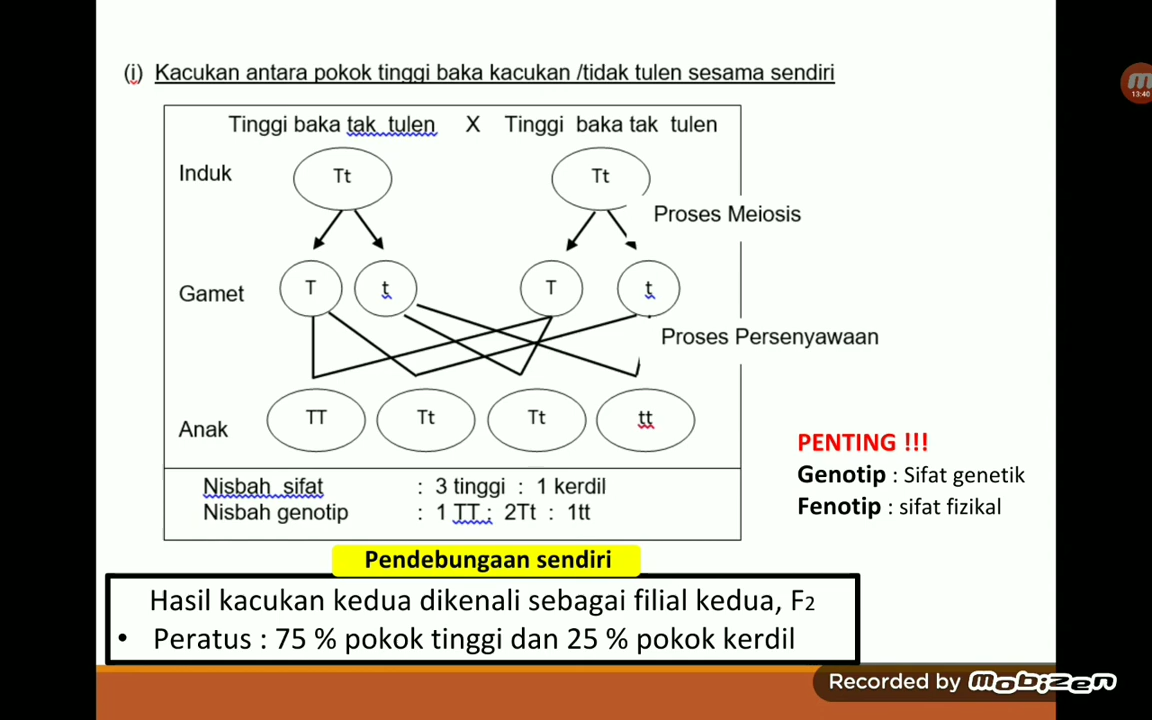 (i) Kacukan antara pokok tinggi baka kacukan /tidak tulen sesama sendiri
Tinggi baka tak tulen X Tinggi baka tak tulen
Induk
Tt
Tt
Proses Meiosis
Gamet
T
t
T
t
Proses Persenyawaan
Anak
TT
Tt
Tt
tt
Nisbah sifat : 3 tinggi : 1 kerdil
Nisbah genotip : 1 TT : 2Tt : 1tt
PENTING !!!
Genotip : Sifat genetik
Fenotip : sifat fizikal
Pendebungaan sendiri
Hasil kacukan kedua dikenali sebagai filial kedua, F2
• Peratus : 75 % pokok tinggi dan 25 % pokok kerdil
Recorded by mobizen
13:40